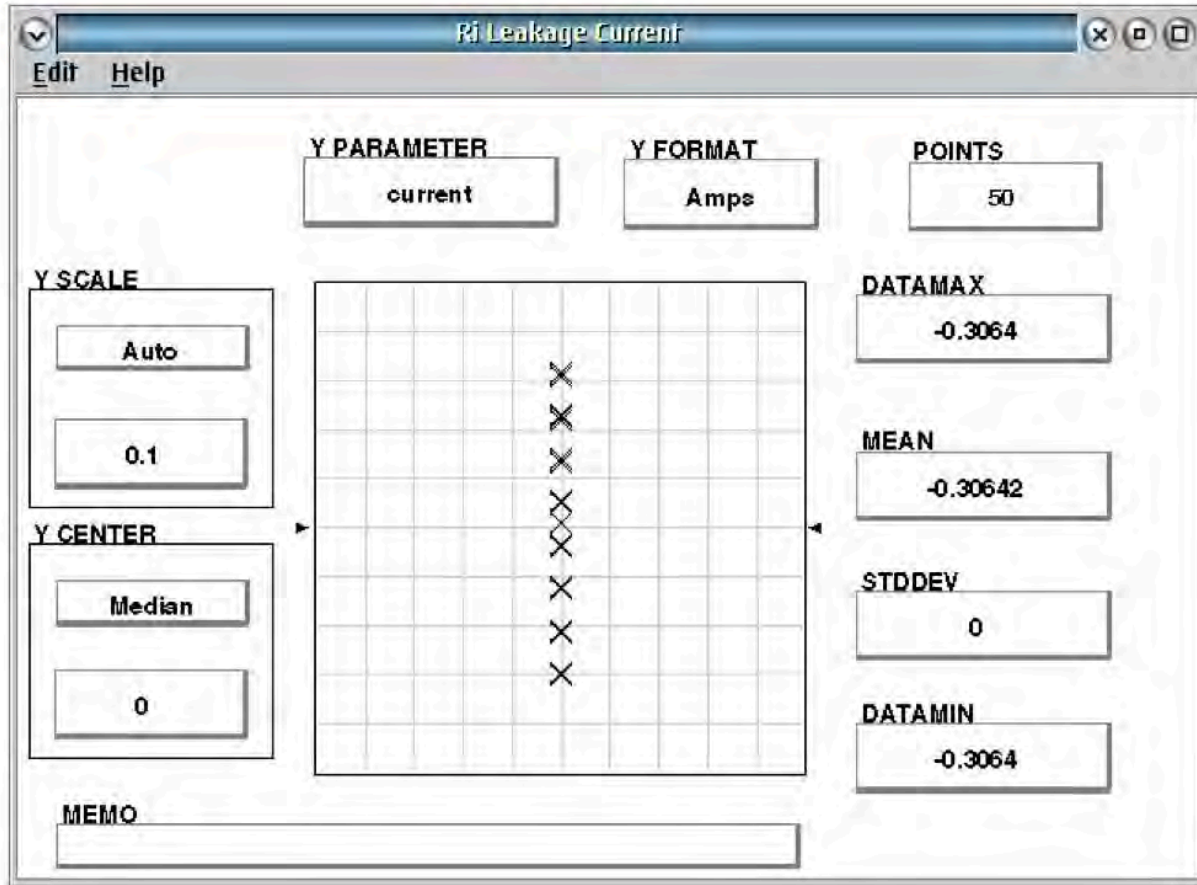 Ri Leakage Current
Edit Help
Y PARAMETER
current
Y FORMAT
Amps
POINTS
50
Y SCALE
Auto
0.1
Y CENTER
Median
0
DATAMAX
-0.3064
MEAN
-0.30642
STDDEV
0
DATAMIN
-0.3064
MEMO